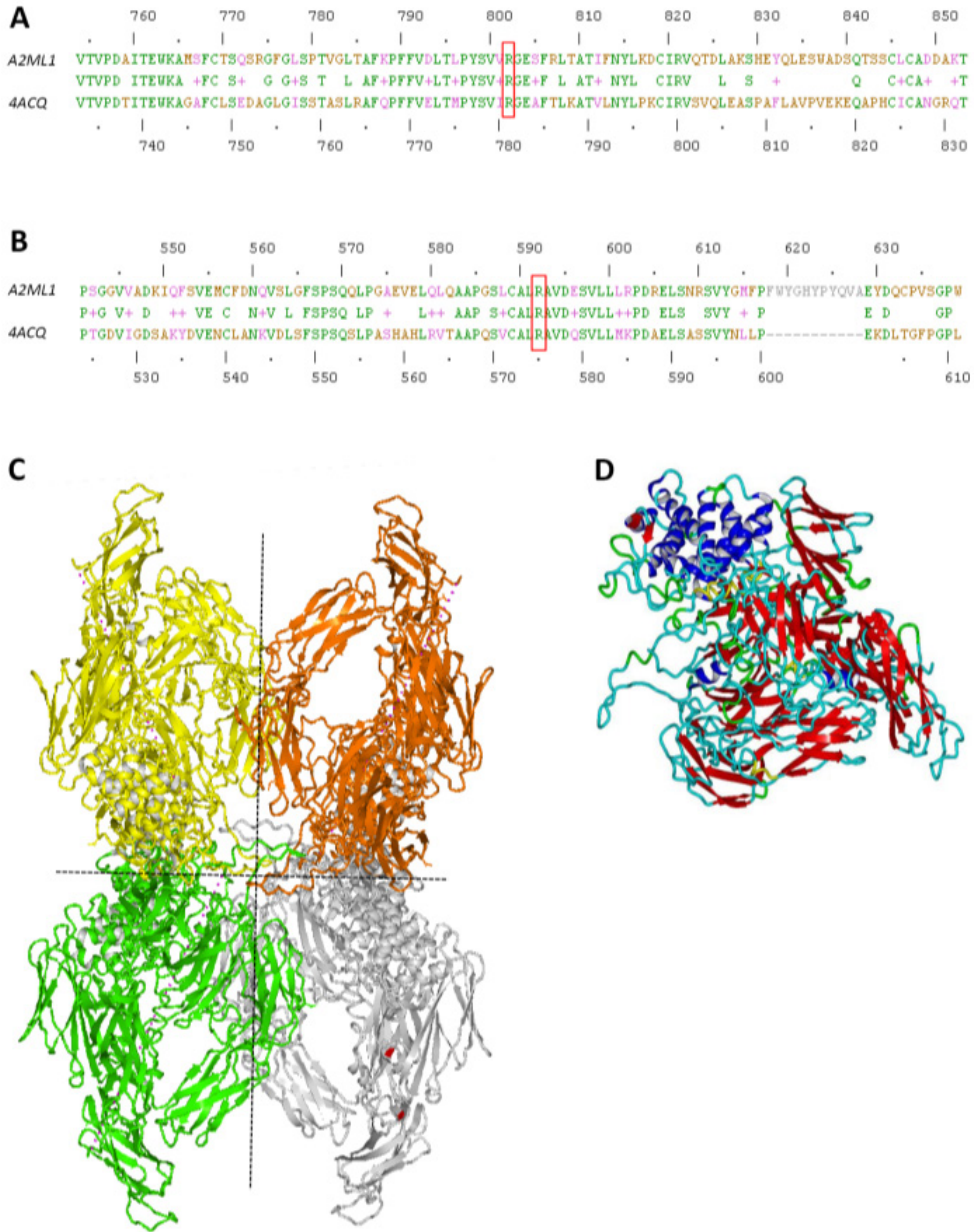 A
760 770 780 790 800 810 820 830 840 850
A2ML1 VTVPDAITEWKAMSFCTSQSRGFGLSPTVGLTAFKPFFVDLTLPYSVVRGESFRLTATIFNYLKDCIRVQTDLAKSHEYQLESWADSQTSSCLCADDAKT
VTVPD ITEWKA +FC S+ G G+S T L AF+PFFV+LT+PYSV+RGE+F L AT+ NYL CIRV L S + Q C+CA+ +T
4ACQ VTVPDTITEWKAGAFCLSEDAGLGISSTASLRAFQPFFVELTMPYSVIRGEAFTLKATVLNYLPKCIRVSVQLEASPAFLAVPVEKEQAPHCICANGRQT
740 750 760 770 780 790 800 810 820 830
B
550 560 570 580 590 600 610 620 630
A2ML1 PSGGVVADKIQFSVEMCFDNQVSLGFSPSQQLPGAEVELQLQAAPGSLCALRAVDESVLLLRPDRELSNRSVYGMFPFWYGHYPYQVAEYDQCPVSGPW
P+G V+ D ++ VE C N+V L FSPSQ LP + L++ AAP S+CALRAVD+SVLL++PD ELS SVY +P E D GP
4ACQ PTGDVIGDSAKYDVENCLANKVDLSFSPSQSLPASHAHLRVTAAPQSVCALRAVDQSVLLMKPDAELSASSVYNLLP-----------EKDLTGFPGPL
530 540 550 560 570 580 590 600 610
C
D